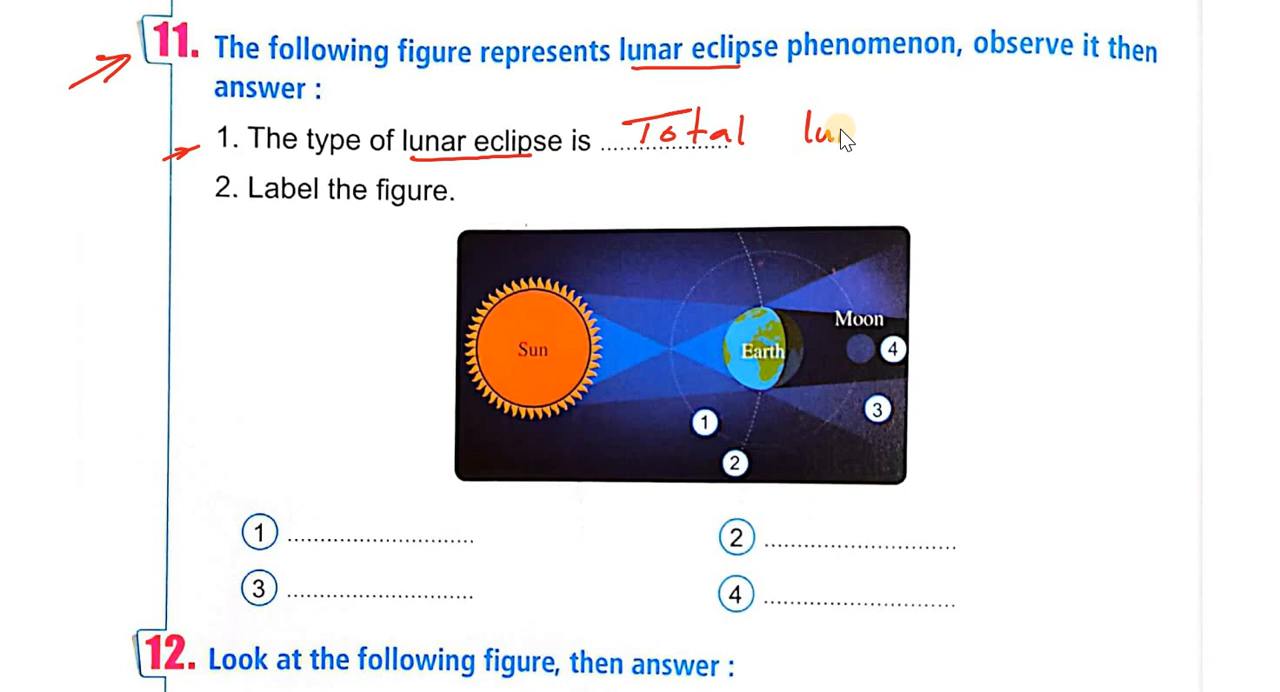 11. The following figure represents lunar eclipse phenomenon, observe it then
answer :
1. The type of lunar eclipse is .................... Total lu
2. Label the figure.
Sun
Earth
Moon
4
3
1
2
1 ............................ 2 ............................
3 ............................ 4 ............................
12. Look at the following figure, then answer :